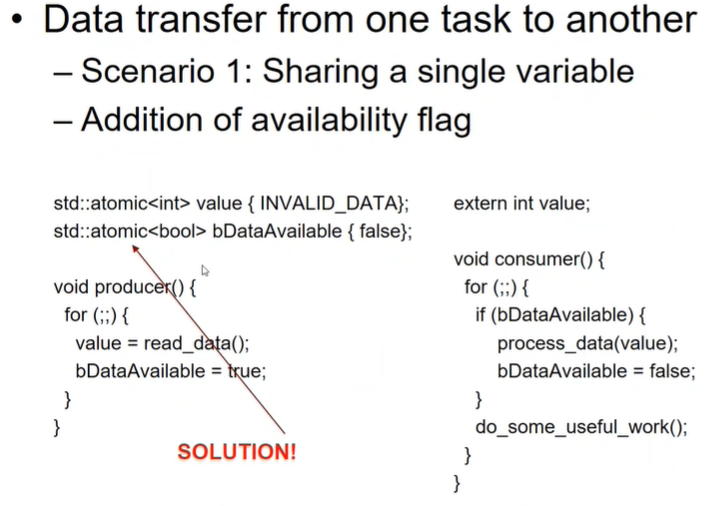 • Data transfer from one task to another
– Scenario 1: Sharing a single variable
– Addition of availability flag
std::atomic<int> value { INVALID_DATA};
std::atomic<bool> bDataAvailable { false};
void producer() {
for (;;) {
value = read_data();
bDataAvailable = true;
}
}
SOLUTION!
extern int value;
void consumer() {
for (;;) {
if (bDataAvailable) {
process_data(value);
bDataAvailable = false;
}
do_some_useful_work();
}
}